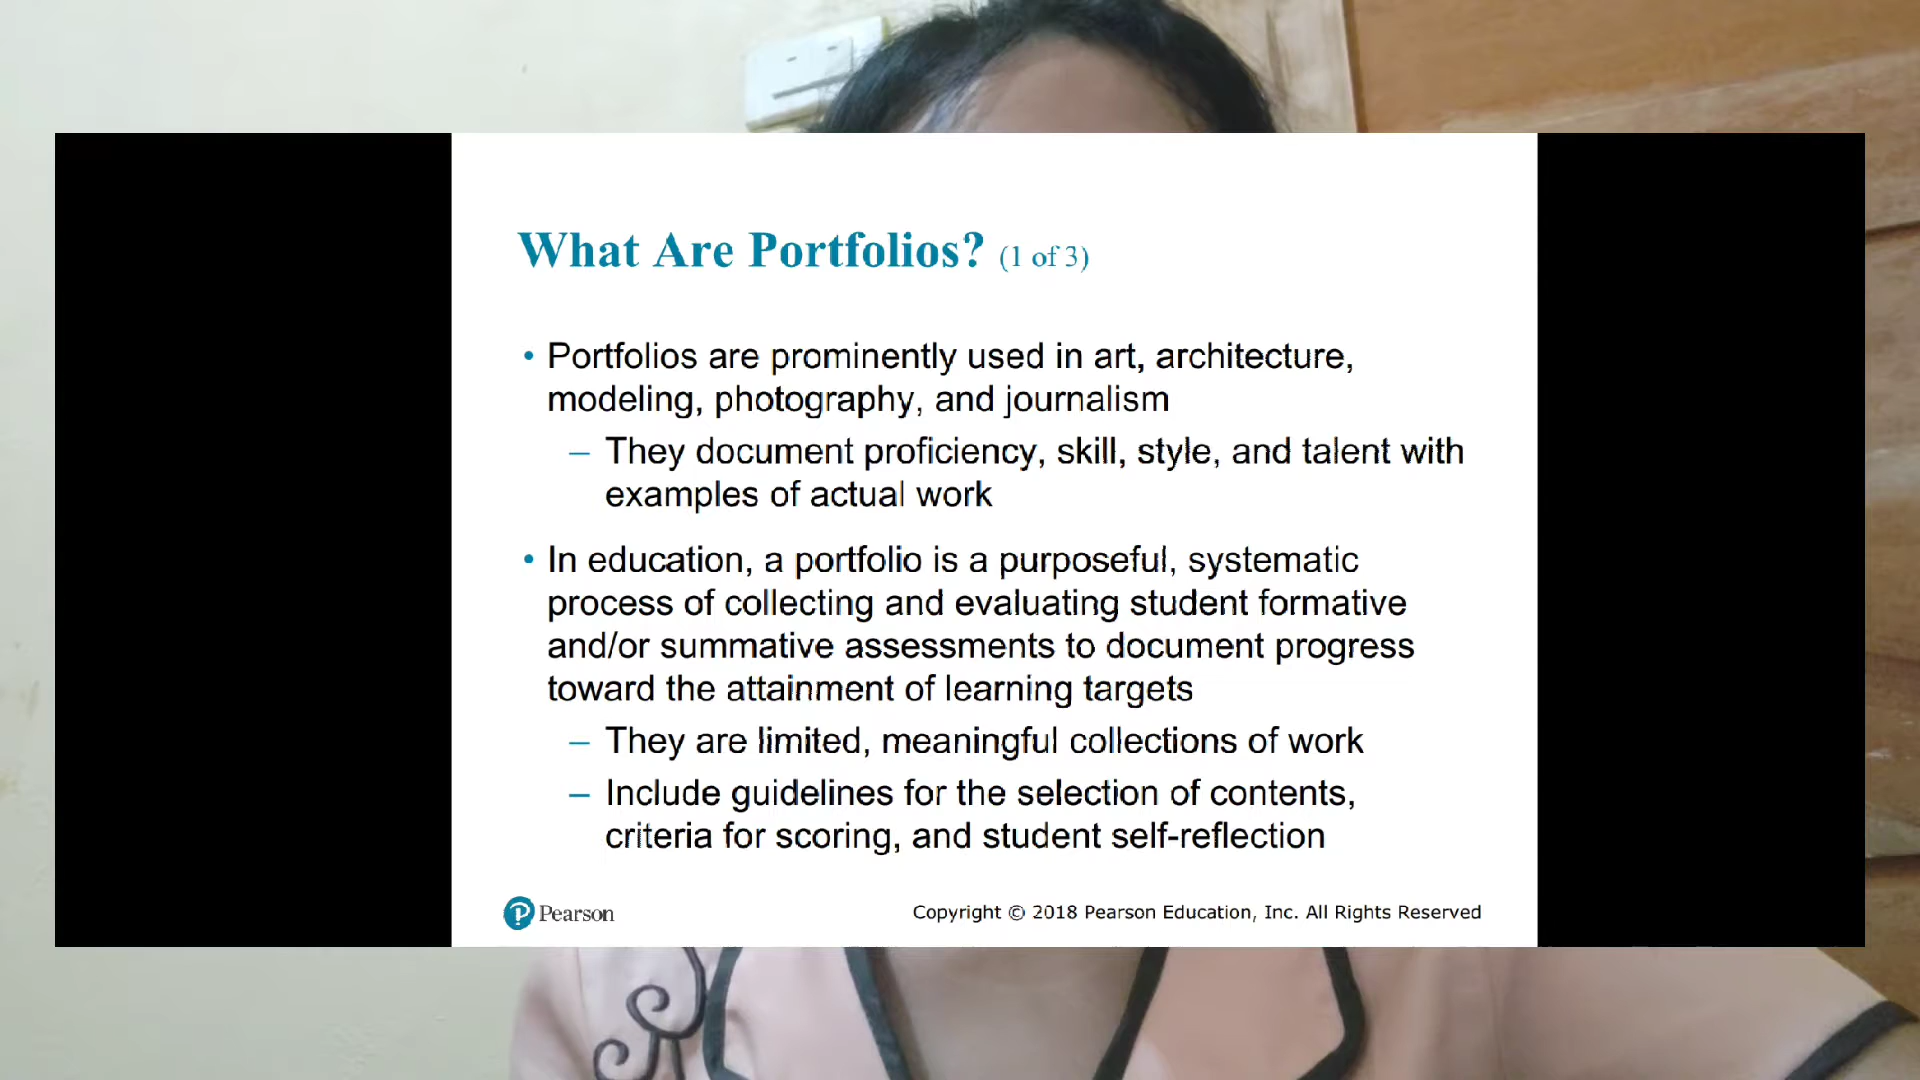 What Are Portfolios? (1 of 3)
• Portfolios are prominently used in art, architecture,
modeling, photography, and journalism
– They document proficiency, skill, style, and talent with
examples of actual work
• In education, a portfolio is a purposeful, systematic
process of collecting and evaluating student formative
and/or summative assessments to document progress
toward the attainment of learning targets
– They are limited, meaningful collections of work
– Include guidelines for the selection of contents,
criteria for scoring, and student self-reflection
Pearson
Copyright © 2018 Pearson Education, Inc. All Rights Reserved